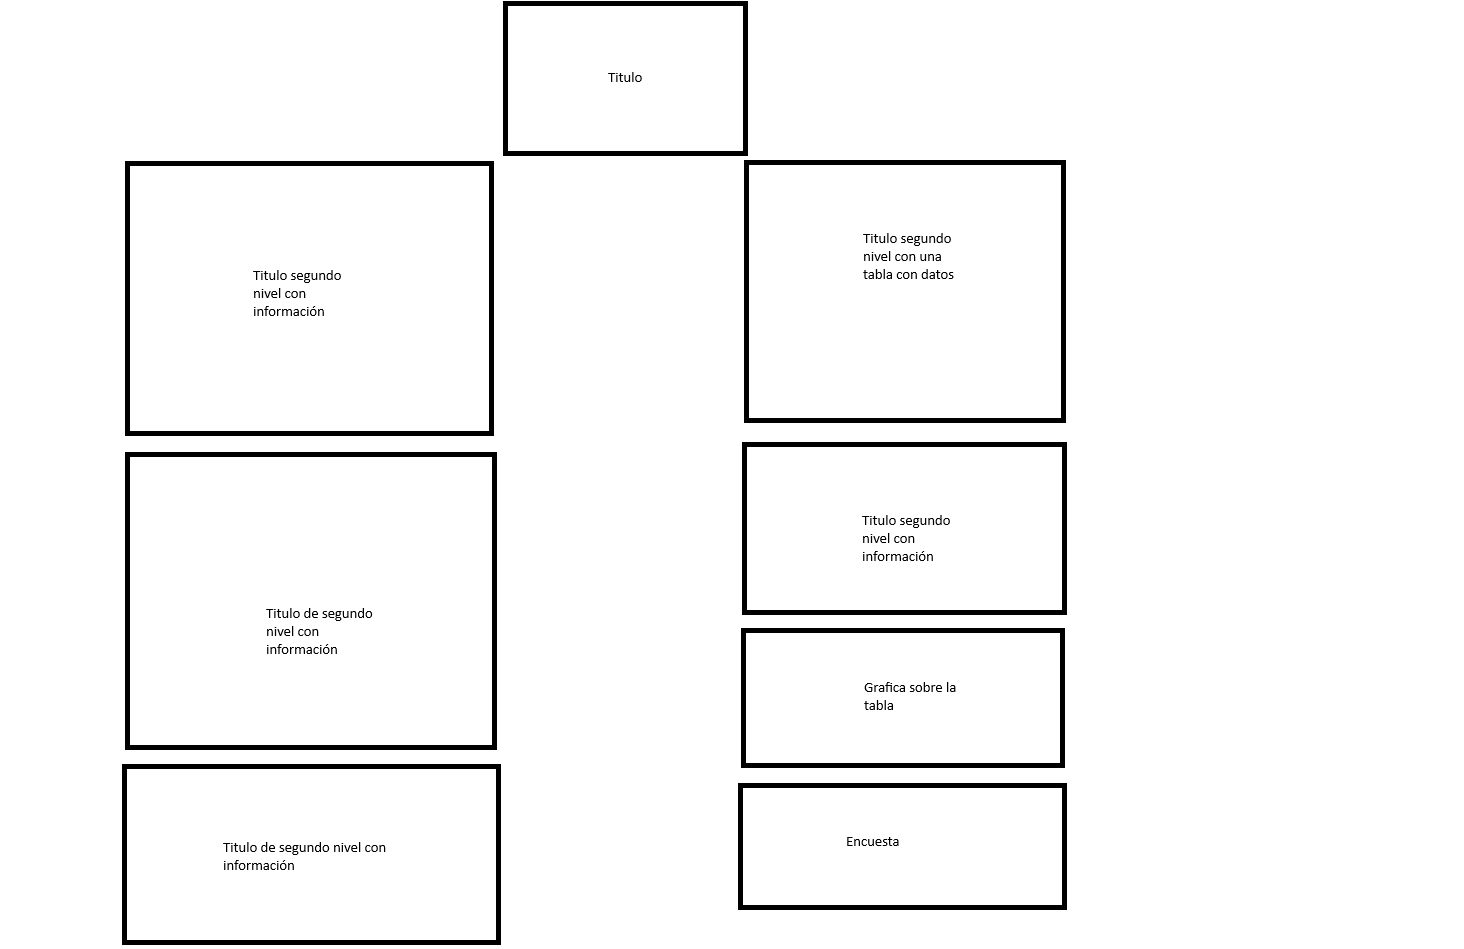 Titulo
Titulo segundo
nivel con
información
Titulo de segundo
nivel con
información
Titulo de segundo nivel con
información
Titulo segundo
nivel con una
tabla con datos
Titulo segundo
nivel con
información
Grafica sobre la
tabla
Encuesta